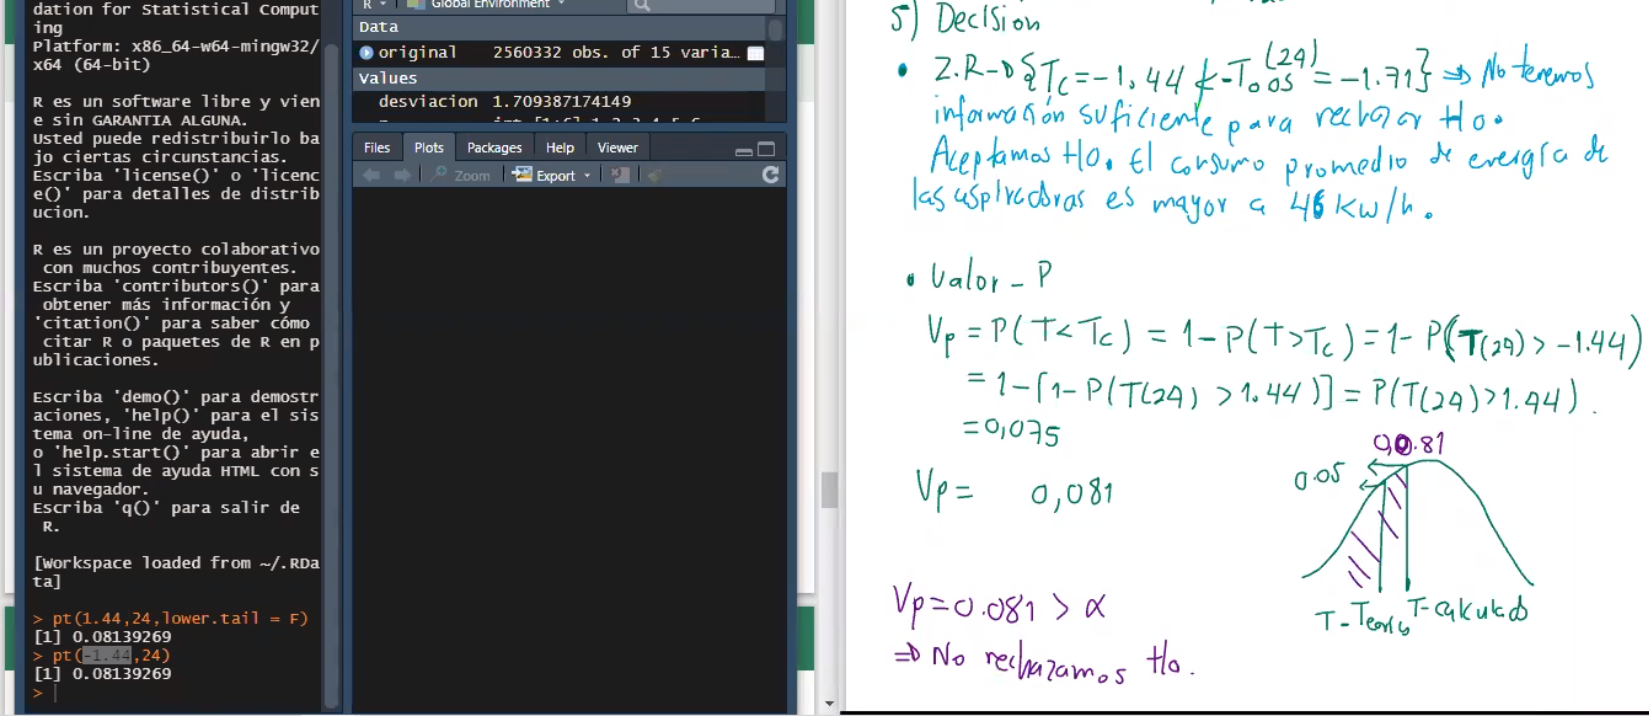 dation for Statistical Comput
ing
Platform: x86_64-w64-mingw32/
x64 (64-bit)
R es un software libre y vien
e sin GARANTIA ALGUNA.
Usted puede redistribuirlo ba
jo ciertas circunstancias.
Escriba 'license()' o 'licenc
e()' para detalles de distrib
ucion.
R es un proyecto colaborativo
con muchos contribuyentes.
Escriba 'contributors()' para
obtener más información y
'citation()' para saber cómo
citar R o paquetes de R en p
ublicaciones.
Escriba 'demo()' para demostr
aciones, 'help()' para el sis
tema on-line de ayuda,
o 'help.start()' para abrir e
l sistema de ayuda HTML con s
u navegador.
Escriba 'q()' para salir de
R.
[Workspace loaded from ~/.RDa
ta]
> pt(1.44,24,lower.tail = F)
[1] 0.08139269
> pt(-1.44,24)
[1] 0.08139269
>
R Global Environment
Data
original 2560332 obs. of 15 varia...
Values
desviacion 1.709387174149
Files Plots Packages Help Viewer
Zoom Export
5) Decision
• Z.R-D {Tc=-1.44 ≮ -T0.05(24) = -1.71} ⇒ No tenemos
información suficiente para rechazar Ho.
Aceptamos Ho. El consumo promedio de energía de
las aspiradoras es mayor a 46 Kw/h.
• Valor-P
Vp = P(T<Tc) = 1-P(T>Tc) = 1- P(T(24) > -1.44)
= 1-[1-P(T(24) > 1.44)] = P(T(24)>1.44).
= 0,075
Vp = 0,081
0.05
T-Teorico T-calculado
Vp=0.081 > α
⇒ No rechazamos Ho.